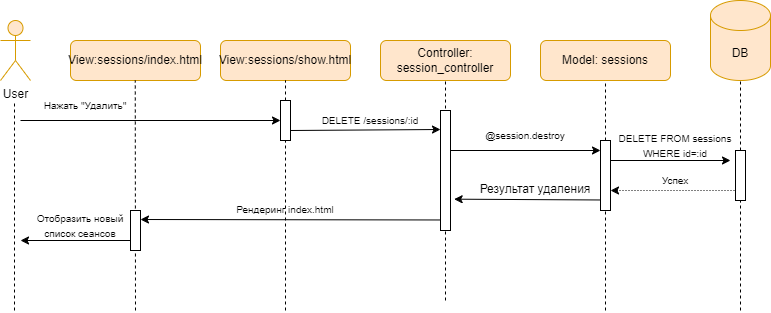 User
View:sessions/index.html
View:sessions/show.html
Controller:
session_controller
Model: sessions
DB
Нажать "Удалить"
DELETE /sessions/:id
@session.destroy
DELETE FROM sessions
WHERE id=:id
Успех
Результат удаления
Рендеринг index.html
Отобразить новый
список сеансов